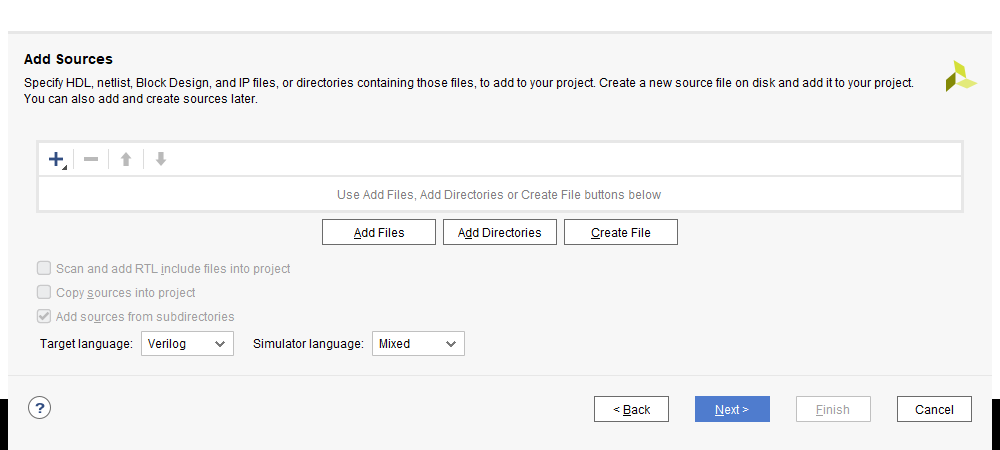 Add Sources
Specify HDL, netlist, Block Design, and IP files, or directories containing those files, to add to your project. Create a new source file on disk and add it to your project.
You can also add and create sources later.
Use Add Files, Add Directories or Create File buttons below
Add Files Add Directories Create File
Scan and add RTL include files into project
Copy sources into project
Add sources from subdirectories
Target language: Verilog Simulator language: Mixed
? < Back Next > Finish Cancel